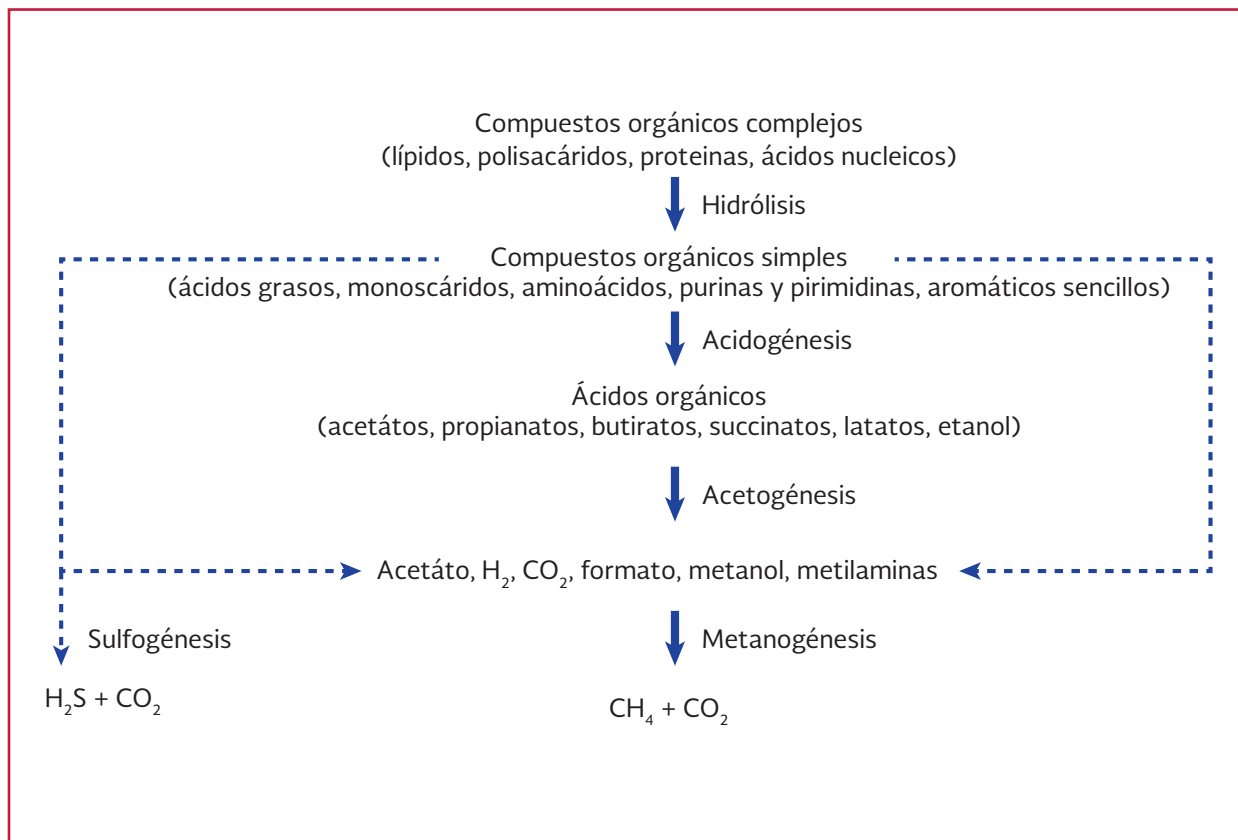 Compuestos orgánicos complejos
(lípidos, polisacáridos, proteinas, ácidos nucleicos)
Hidrólisis
Compuestos orgánicos simples
(ácidos grasos, monoscáridos, aminoácidos, purinas y pirimidinas, aromáticos sencillos)
Acidogénesis
Ácidos orgánicos
(acetátos, propianatos, butiratos, succinatos, latatos, etanol)
Acetogénesis
Acetáto, H₂, CO₂, formato, metanol, metilaminas
Sulfogénesis
Metanogénesis
H₂S + CO₂
CH₄ + CO₂